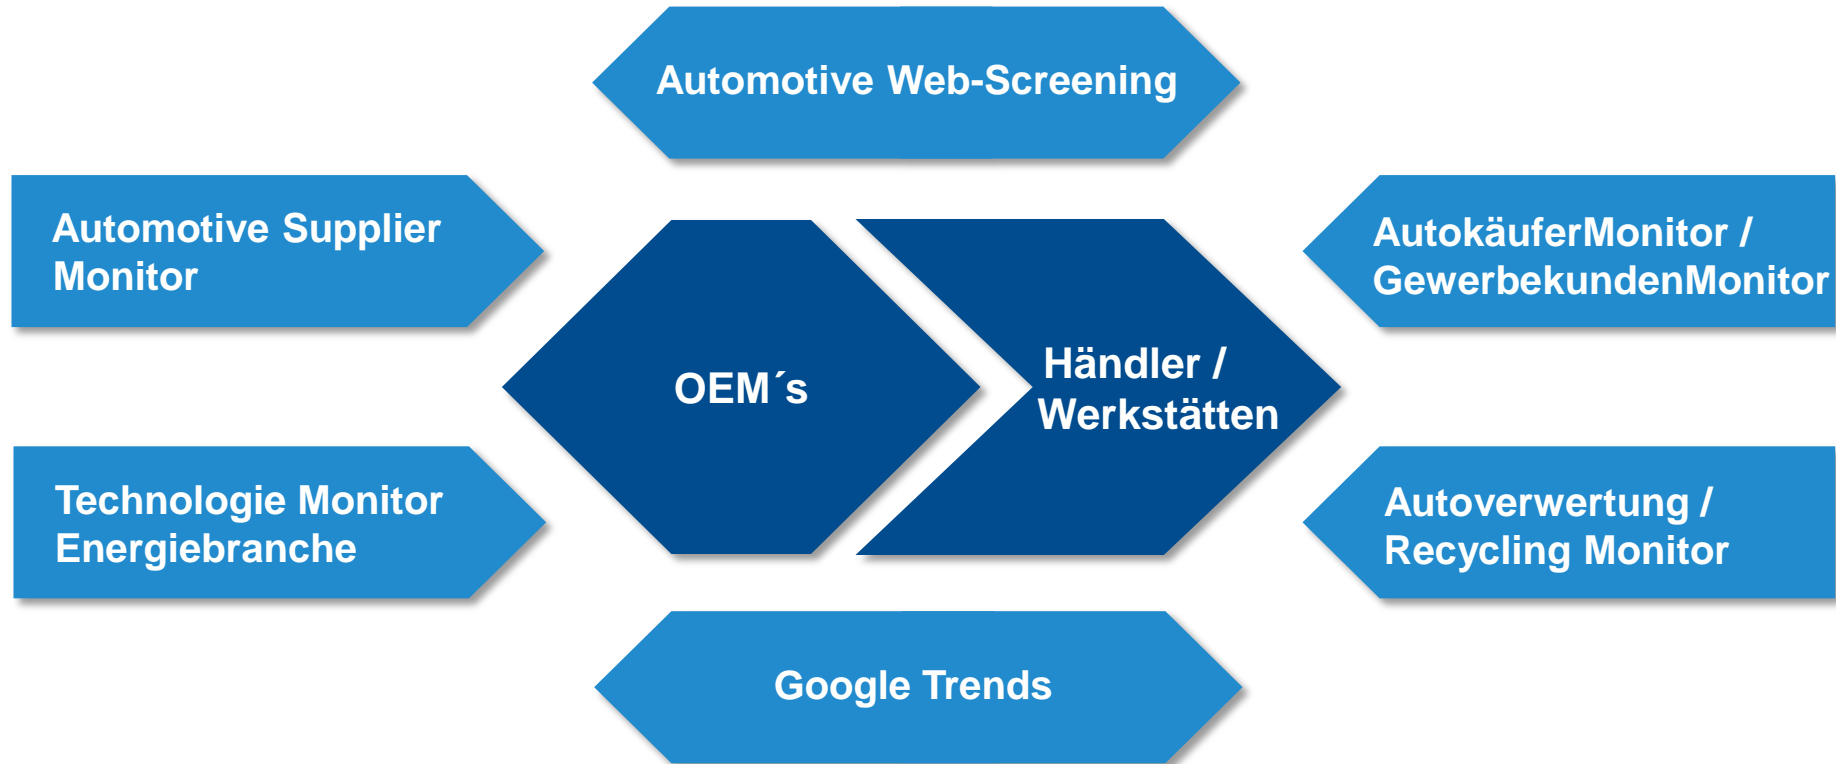 Automotive Web-Screening
Automotive Supplier
Monitor
AutokäuferMonitor /
GewerbekundenMonitor
OEM´s
Händler /
Werkstätten
Technologie Monitor
Energiebranche
Autoverwertung /
Recycling Monitor
Google Trends